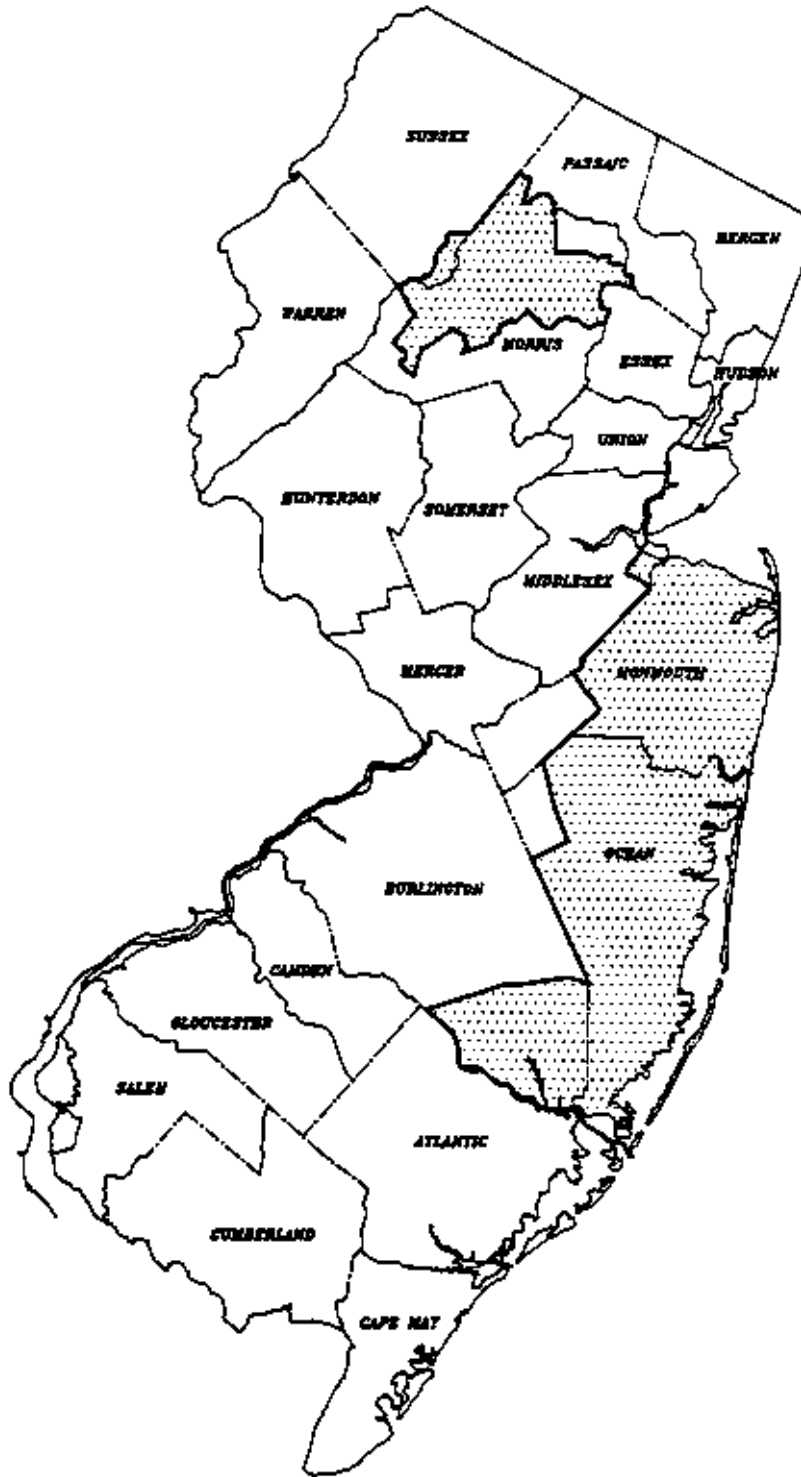 SUSSEX
PASSAIC
BERGEN
WARREN
MORRIS
ESSEX
HUDSON
UNION
HUNTERDON
SOMERSET
MIDDLESEX
MERCER
MONMOUTH
OCEAN
BURLINGTON
CAMDEN
GLOUCESTER
SALEM
ATLANTIC
CUMBERLAND
CAPE MAY